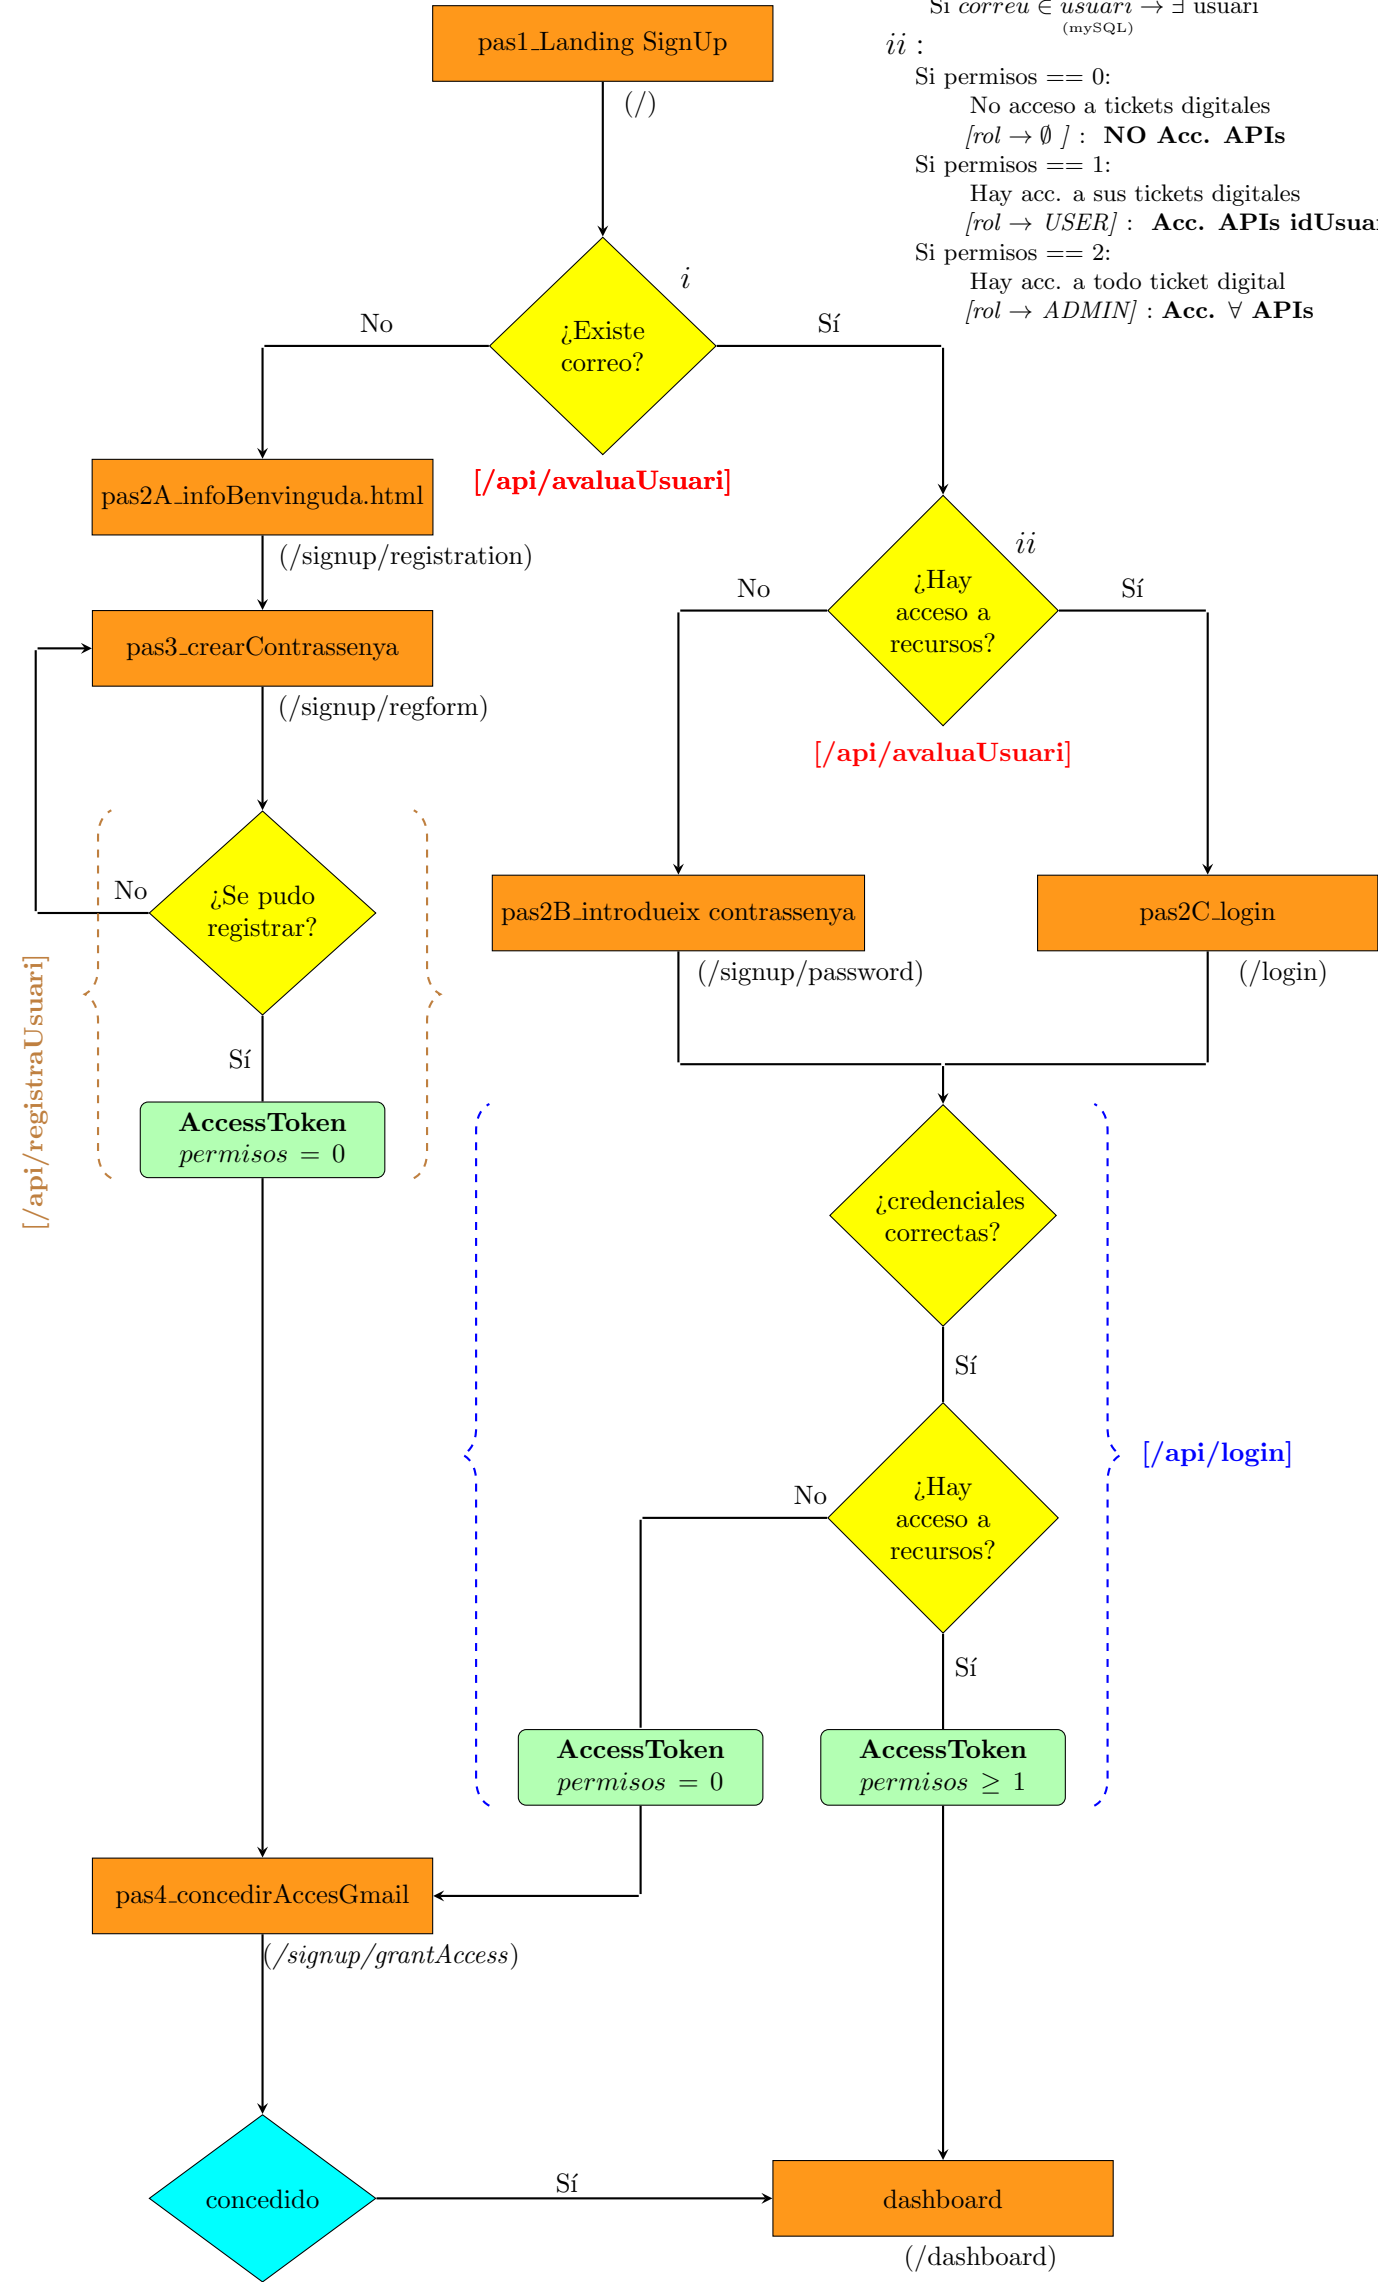 Si correu ∈ usuari → ∃ usuari
(mySQL)
pas1_Landing SignUp
(/)
ii :
Si permisos == 0:
No acceso a tickets digitales
[rol → ∅ ] : NO Acc. APIs
Si permisos == 1:
Hay acc. a sus tickets digitales
[rol → USER] : Acc. APIs
Si permisos == 2:
Hay acc. a todo ticket digital
[rol → ADMIN] : Acc. ∀ APIs
i
No
¿Existe
correo?
Sí
[/api/avaluaUsuari]
pas2A_infoBenvinguda.html
(/signup/registration)
ii
No
¿Hay
acceso a
recursos?
Sí
[/api/avaluaUsuari]
pas3_crearContrassenya
(/signup/regform)
No
¿Se pudo
registrar?
Sí
[/api/registraUsuari]
AccessToken
permisos = 0
pas2B_introdueix contrassenya
(/signup/password)
pas2C_login
(/login)
¿credenciales
correctas?
Sí
[/api/login]
No
¿Hay
acceso a
recursos?
Sí
AccessToken
permisos = 0
AccessToken
permisos ≥ 1
pas4_concedirAccesGmail
(/signup/grantAccess)
concedido
Sí
dashboard
(/dashboard)